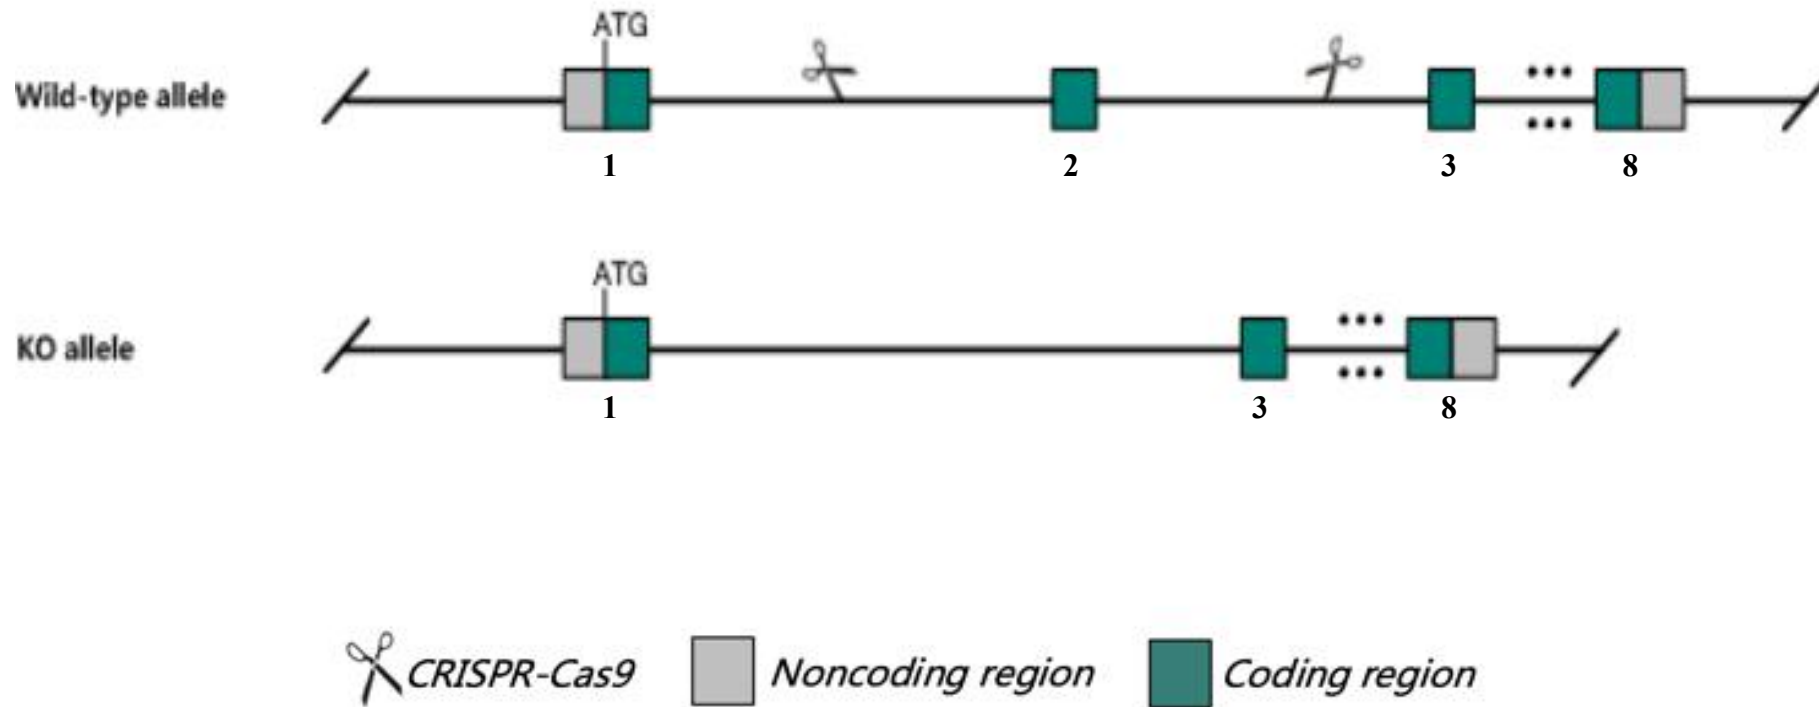 ATG
Wild-type allele
1 2 3 8
ATG
KO allele
1 3 8
CRISPR-Cas9 Noncoding region Coding region